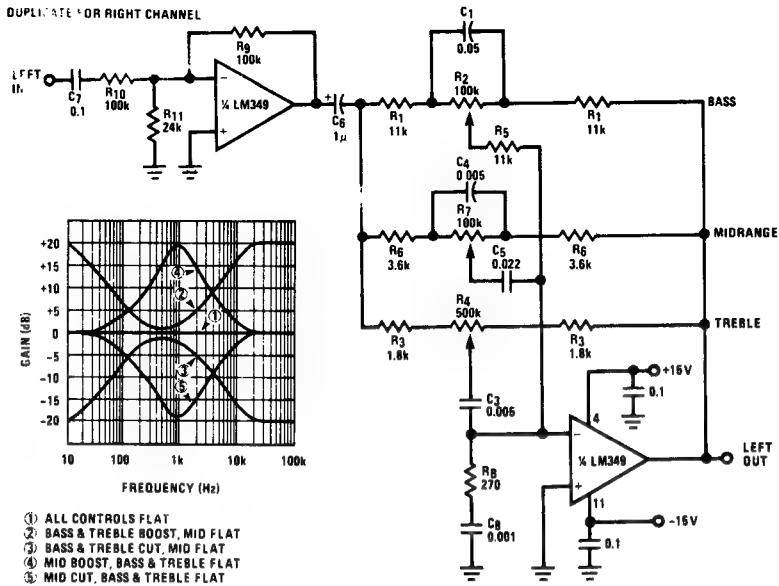 DUPLICATE FOR RIGHT CHANNEL
LEFT
IN
C7
0.1
R10
100k
R11
24k
R9
100k
−
+
¼ LM349
+
C6
1µ
R1
11k
C1
0.05
R2
100k
R5
11k
R1
11k
BASS
R6
3.6k
C4
0 005
R7
100k
C5
0.022
R6
3.6k
MIDRANGE
R3
1.8k
R4
500k
R3
1.8k
TREBLE
C3
0.005
R8
270
C8
0.001
−
+
¼ LM349
4
11
+15V
0.1
−15V
0.1
LEFT
OUT
GAIN (dB)
+20
+15
+10
+5
0
−5
−10
−15
−20
④
②
①
③
⑤
10
100
1k
10k
100k
FREQUENCY (Hz)
① ALL CONTROLS FLAT
② BASS & TREBLE BOOST, MID FLAT
③ BASS & TREBLE CUT, MID FLAT
④ MID BOOST, BASS & TREBLE FLAT
⑤ MID CUT, BASS & TREBLE FLAT